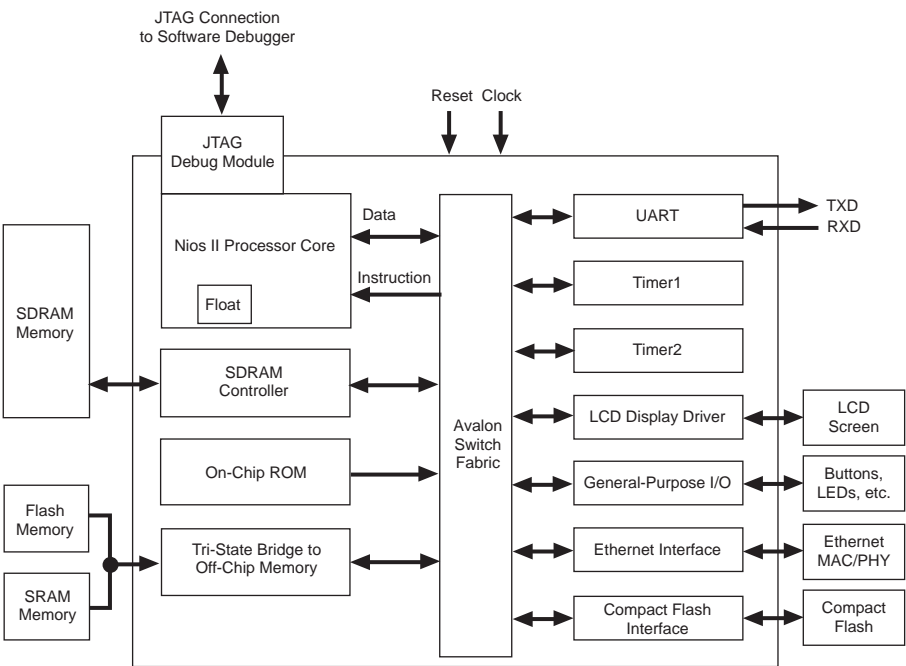 JTAG Connection
to Software Debugger
Reset Clock
JTAG
Debug Module
Nios II Processor Core
Float
Data
Instruction
SDRAM
Memory
SDRAM
Controller
On-Chip ROM
Flash
Memory
SRAM
Memory
Tri-State Bridge to
Off-Chip Memory
Avalon
Switch
Fabric
UART
TXD
RXD
Timer1
Timer2
LCD Display Driver
LCD
Screen
General-Purpose I/O
Buttons,
LEDs, etc.
Ethernet Interface
Ethernet
MAC/PHY
Compact Flash
Interface
Compact
Flash